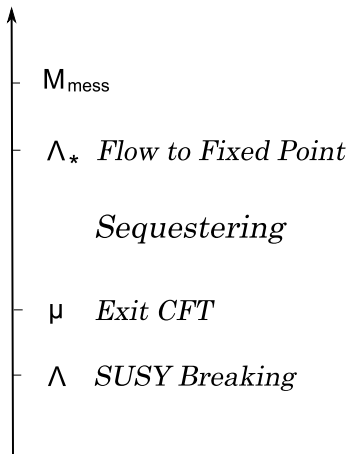 M_mess
Λ_* Flow to Fixed Point
Sequestering
μ Exit CFT
Λ SUSY Breaking